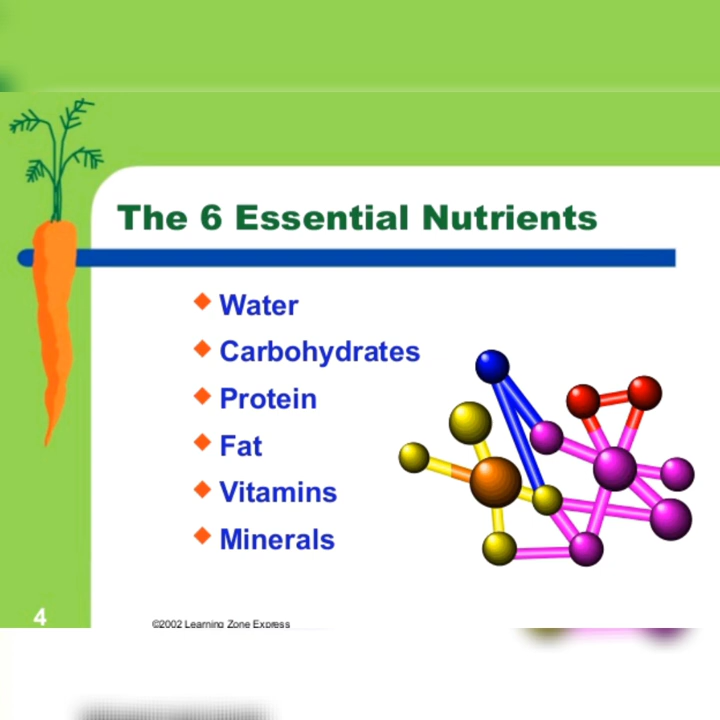 The 6 Essential Nutrients
Water
Carbohydrates
Protein
Fat
Vitamins
Minerals
4
©2002 Learning Zone Express